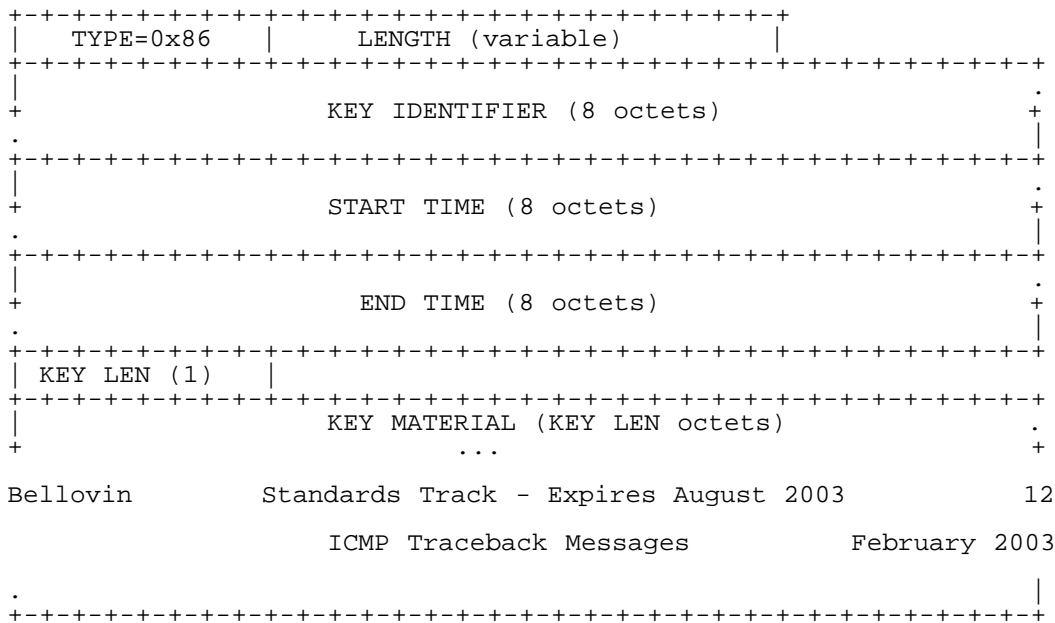 +-+-+-+-+-+-+-+-+-+-+-+-+-+-+-+-+-+-+-+-+-+-+-+-+
|   TYPE=0x86   |     LENGTH (variable)         |
+-+-+-+-+-+-+-+-+-+-+-+-+-+-+-+-+-+-+-+-+-+-+-+-+-+-+-+-+-+-+-+-+
|                                                               .
+                   KEY IDENTIFIER (8 octets)                   +
.                                                               |
+-+-+-+-+-+-+-+-+-+-+-+-+-+-+-+-+-+-+-+-+-+-+-+-+-+-+-+-+-+-+-+-+
|                                                               .
+                   START TIME (8 octets)                       +
.                                                               |
+-+-+-+-+-+-+-+-+-+-+-+-+-+-+-+-+-+-+-+-+-+-+-+-+-+-+-+-+-+-+-+-+
|                                                               .
+                     END TIME (8 octets)                       +
.                                                               |
+-+-+-+-+-+-+-+-+-+-+-+-+-+-+-+-+-+-+-+-+-+-+-+-+-+-+-+-+-+-+-+-+
| KEY LEN (1)   |
+-+-+-+-+-+-+-+-+-+-+-+-+-+-+-+-+-+-+-+-+-+-+-+-+-+-+-+-+-+-+-+-+
|                   KEY MATERIAL (KEY LEN octets)               .
+                           ...                                 +
Bellovin        Standards Track - Expires August 2003           12
                    ICMP Traceback Messages          February 2003
.                                                               |
+-+-+-+-+-+-+-+-+-+-+-+-+-+-+-+-+-+-+-+-+-+-+-+-+-+-+-+-+-+-+-+-+